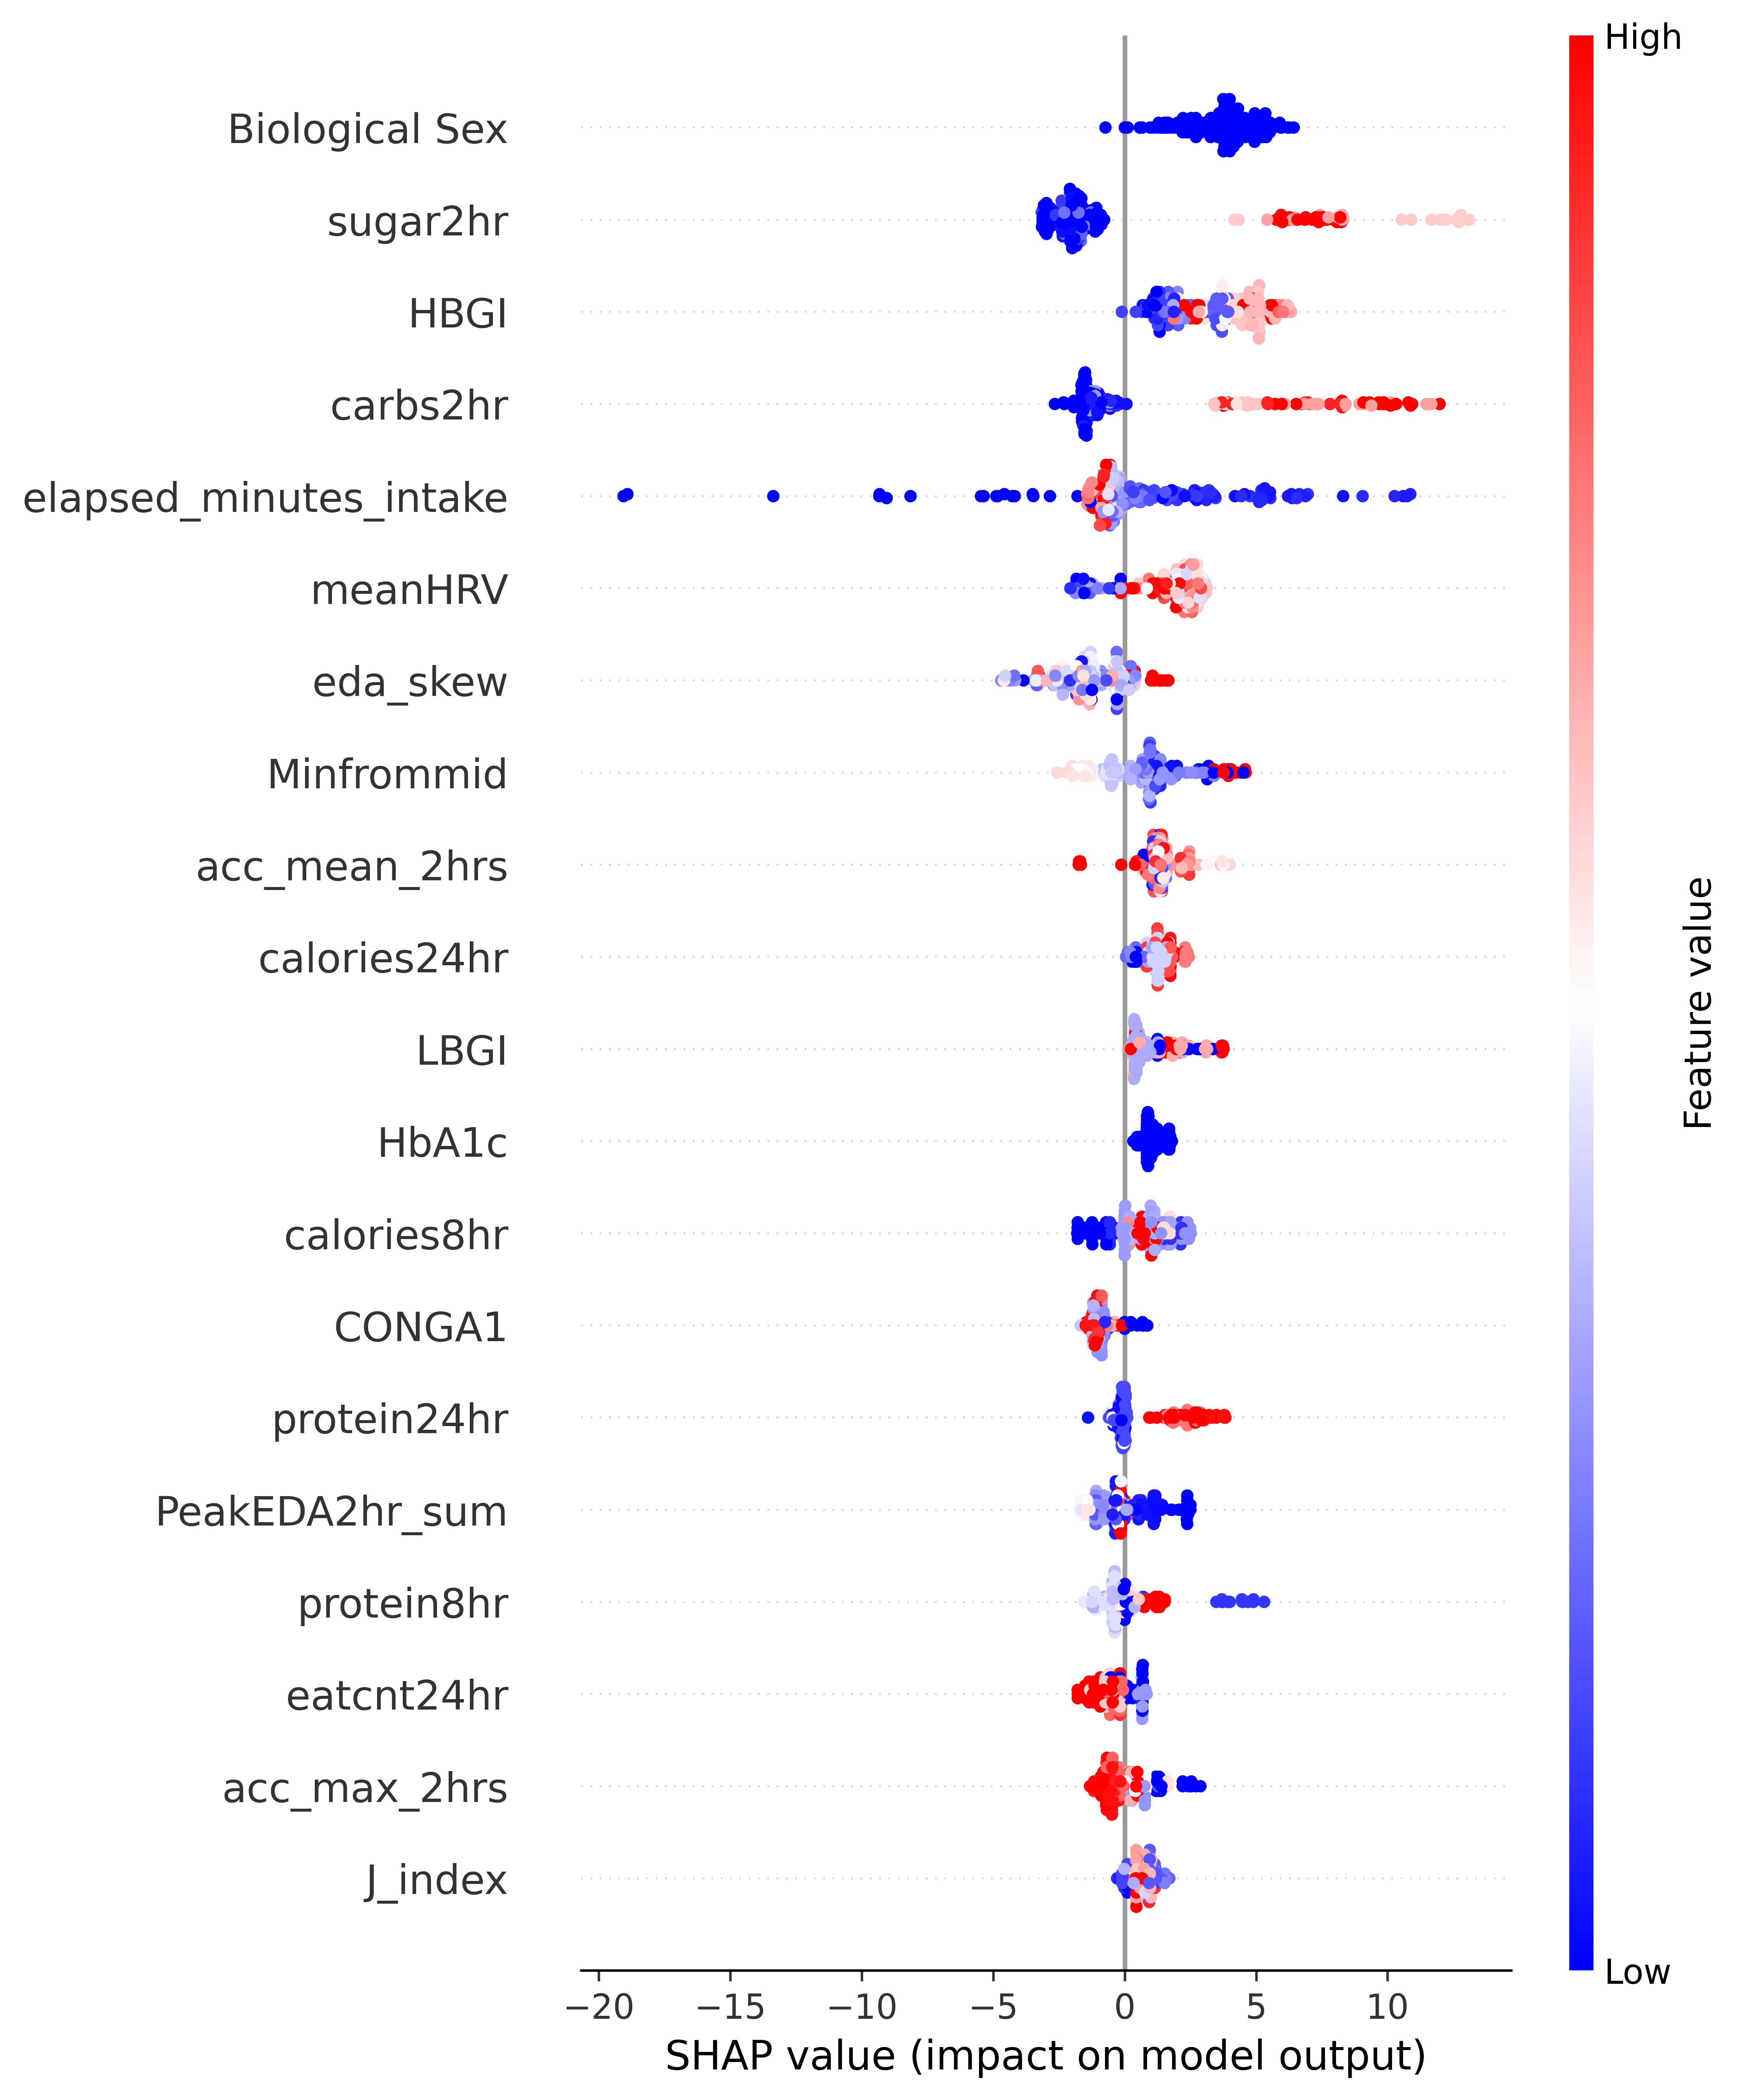 High
Biological Sex
sugar2hr
HBGI
carbs2hr
elapsed_minutes_intake
meanHRV
eda_skew
Minfrommid
acc_mean_2hrs
calories24hr
LBGI
HbA1c
calories8hr
CONGA1
protein24hr
PeakEDA2hr_sum
protein8hr
eatcnt24hr
acc_max_2hrs
J_index
Feature value
Low
−20 −15 −10 −5 0 5 10
SHAP value (impact on model output)